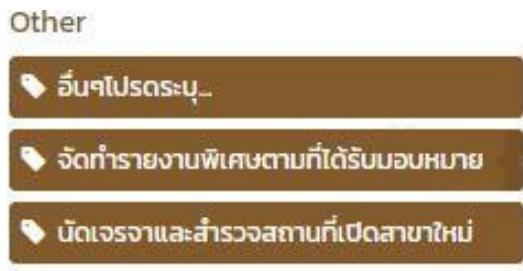 Other
อื่นๆโปรดระบุ...
จัดทำรายงานพิเศษตามที่ได้รับมอบหมาย
นัดเจรจาและสำรวจสถานที่เปิดสาขาใหม่